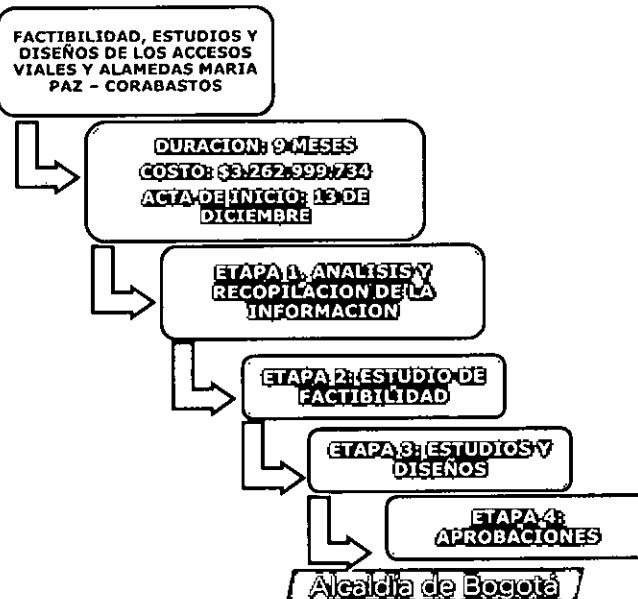 FACTIBILIDAD, ESTUDIOS Y
DISEÑOS DE LOS ACCESOS
VIALES Y ALAMEDAS MARIA
PAZ – CORABASTOS
DURACION: 9 MESES
COSTO: $3.262.999.734
ACTA DE INICIO: 13 DE
DICIEMBRE
ETAPA 1: ANALISIS Y
RECOPILACION DE LA
INFORMACION
ETAPA 2: ESTUDIO DE
FACTIBILIDAD
ETAPA 3: ESTUDIOS Y
DISEÑOS
ETAPA 4:
APROBACIONES
Alcaldía de Bogotá